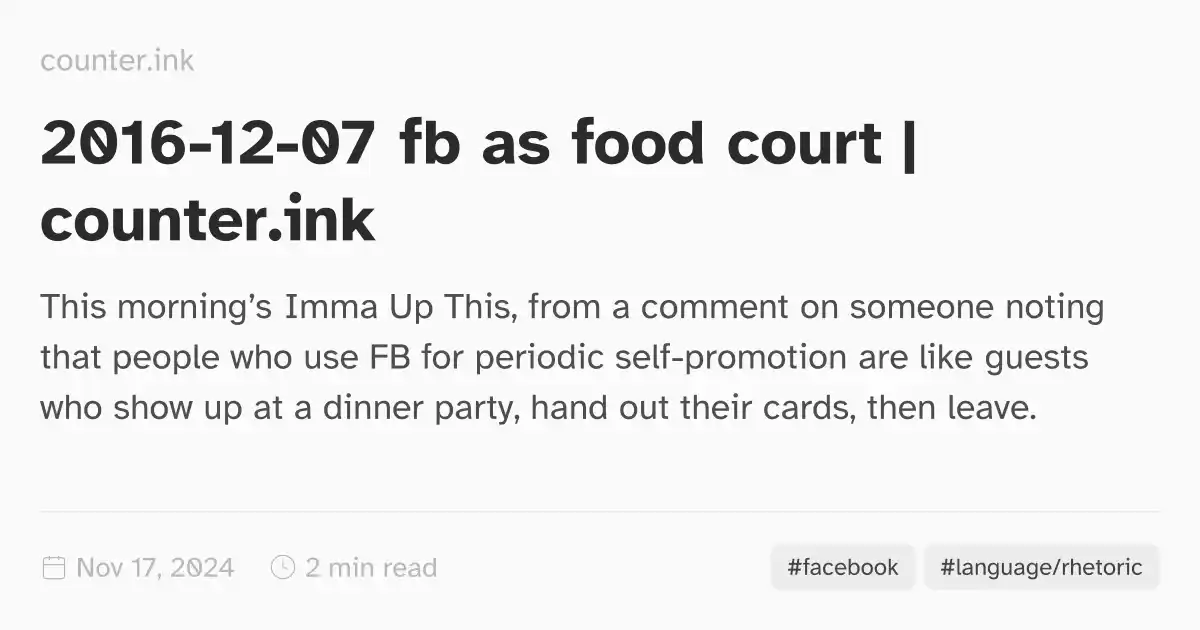 counter.ink
2016-12-07 fb as food court |
counter.ink
This morning’s Imma Up This, from a comment on someone noting
that people who use FB for periodic self-promotion are like guests
who show up at a dinner party, hand out their cards, then leave.
Nov 17, 2024 2 min read #facebook #language/rhetoric